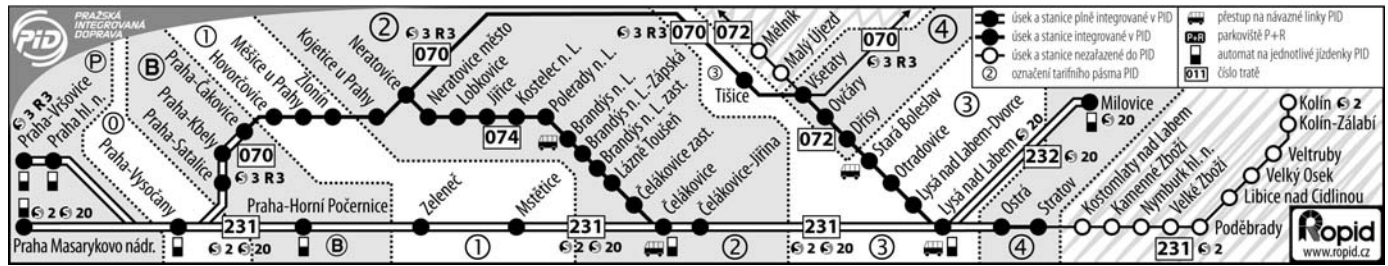 PiD
PRAŽSKÁ
INTEGROVANÁ
DOPRAVA
P
S 3 R3
Praha-Vršovice
Praha hl. n.
S 2 S 20
Praha Masarykovo nádr.
0
Praha-Vysočany
B
Praha-Satalice
Praha-Kbely
Praha-Čakovice
070
S 3 R3
231
S 2 S 20
Praha-Horní Počernice
B
1
Hovorčovice
Měšice u Prahy
Zlonín
Kojetice u Prahy
Neratovice
2
S 3 R3
070
Neratovice město
Lobkovice
Jiřice
Kostelec n. L.
Polerady n. L.
074
Brandýs n. L.
Brandýs n. L.-Zápská
Brandýs n. L. zast.
Lázně Toušeň
Čelákovice zast.
Čelákovice
Čelákovice-Jiřina
Zeleneč
Mstětice
1
231
S 2 S 20
2
S 3 R3
070
072
3
Tišice
Mělník
Malý Újezd
Všetaty
070
S 3 R3
4
Ovčáry
072
Dřísy
Stará Boleslav
Otradovice
Lysá nad Labem-Dvorce
Lysá nad Labem
S 20
3
231
S 2 S 20
3
232
S 20
Milovice
S 20
Ostrá
Stratov
4
Kostomlaty nad Labem
Kamenné Zboží
Nymburk hl. n.
Velké Zboží
231
S 2
Poděbrady
Libice nad Cidlinou
Velký Osek
Veltruby
Kolín-Zálabí
Kolín S 2
úsek a stanice plně integrované v PID
úsek a stanice integrované v PID
úsek a stanice nezařazené do PID
2 označení tarifního pásma PID
přestup na návazné linky PID
P+R parkoviště P+R
automat na jednotlivé jízdenky PID
011 číslo tratě
Ropid
www.ropid.cz